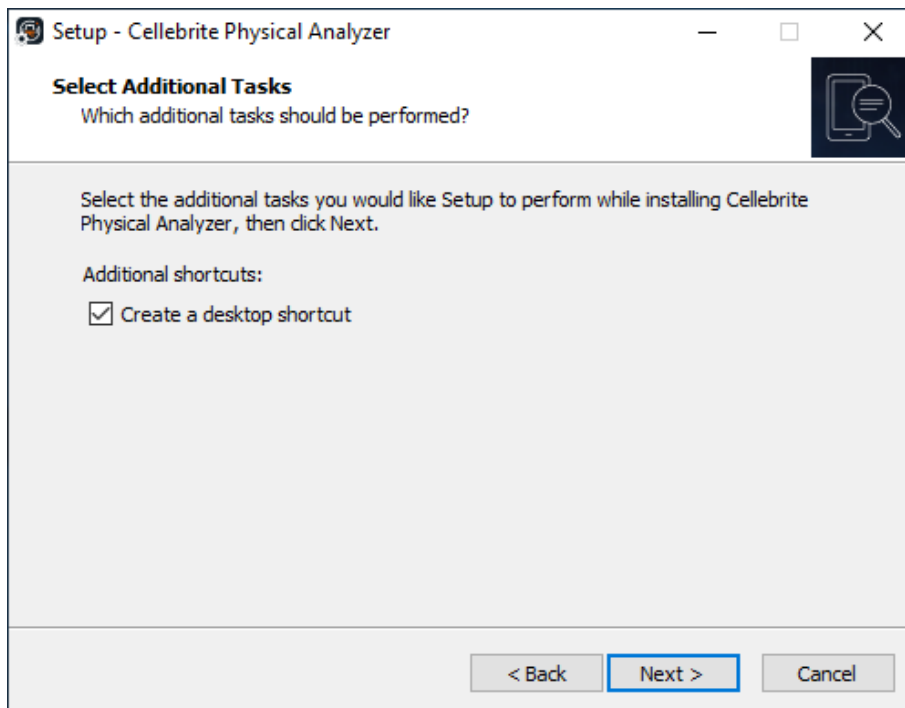 Setup - Cellebrite Physical Analyzer
Select Additional Tasks
Which additional tasks should be performed?
Select the additional tasks you would like Setup to perform while installing Cellebrite
Physical Analyzer, then click Next.
Additional shortcuts:
Create a desktop shortcut
< Back
Next >
Cancel